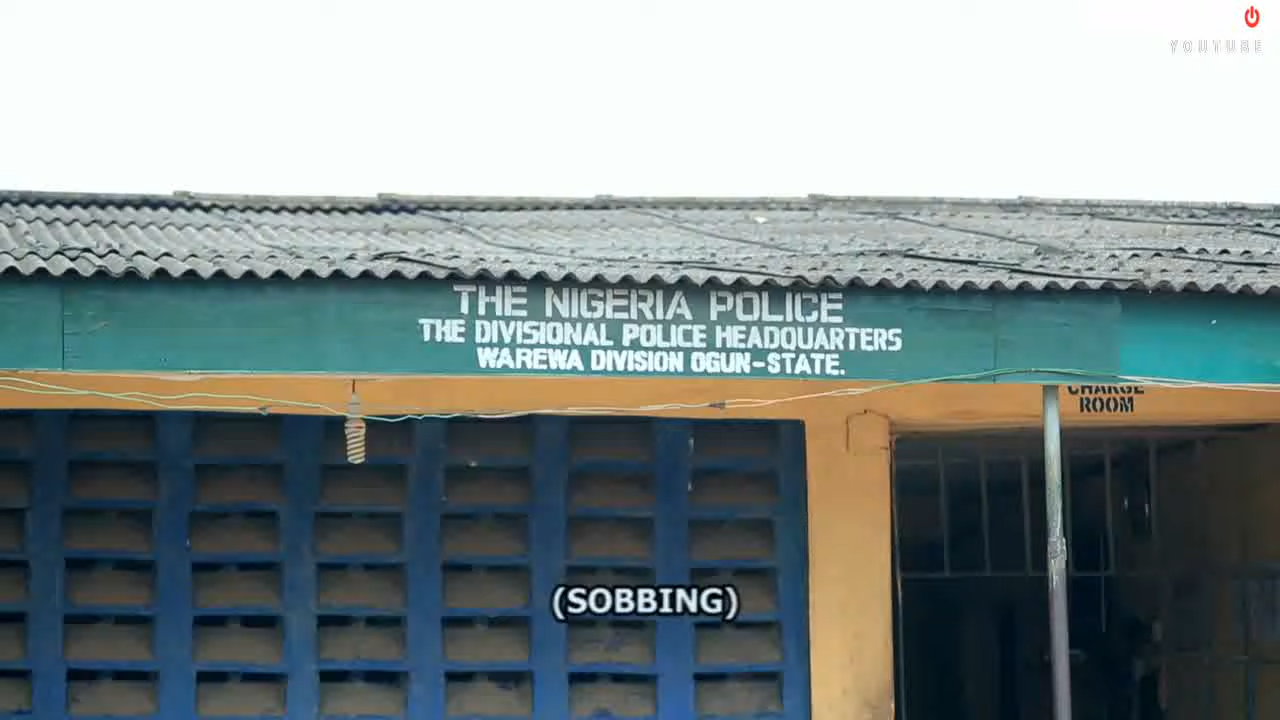 YOUTUBE
THE NIGERIA POLICE
THE DIVISIONAL POLICE HEADQUARTERS
WAREWA DIVISION OGUN-STATE.
CHARGE
ROOM
(SOBBING)